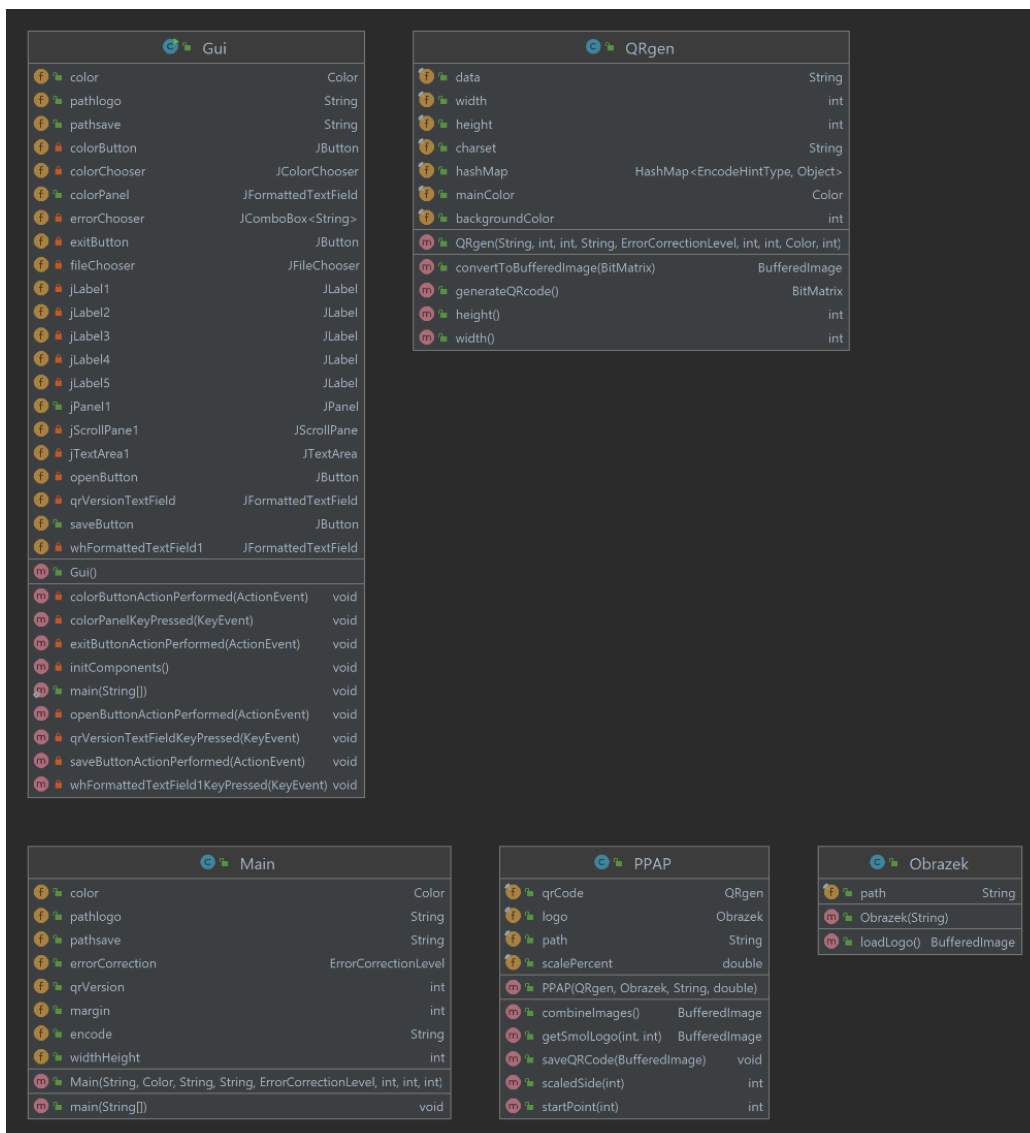 Gui
color Color
pathlogo String
pathsave String
colorButton JButton
colorChooser JColorChooser
colorPanel JFormattedTextField
errorChooser JComboBox<String>
exitButton JButton
fileChooser JFileChooser
jLabel1 JLabel
jLabel2 JLabel
jLabel3 JLabel
jLabel4 JLabel
jLabel5 JLabel
jPanel1 JPanel
jScrollPane1 JScrollPane
jTextArea1 JTextArea
openButton JButton
qrVersionTextField JFormattedTextField
saveButton JButton
whFormattedTextField1 JFormattedTextField
Gui()
colorButtonActionPerformed(ActionEvent) void
colorPanelKeyPressed(KeyEvent) void
exitButtonActionPerformed(ActionEvent) void
initComponents() void
main(String[]) void
openButtonActionPerformed(ActionEvent) void
qrVersionTextFieldKeyPressed(KeyEvent) void
saveButtonActionPerformed(ActionEvent) void
whFormattedTextField1KeyPressed(KeyEvent) void
QRgen
data String
width int
height int
charset String
hashMap HashMap<EncodeHintType, Object>
mainColor Color
backgroundColor int
QRgen(String, int, int, String, ErrorCorrectionLevel, int, int, Color, int)
convertToBufferedImage(BitMatrix) BufferedImage
generateQRcode() BitMatrix
height() int
width() int
Main
color Color
pathlogo String
pathsave String
errorCorrection ErrorCorrectionLevel
qrVersion int
margin int
encode String
widthHeight int
Main(String, Color, String, String, ErrorCorrectionLevel, int, int, int)
main(String[]) void
PPAP
qrCode QRgen
logo Obrazek
path String
scalePercent double
PPAP(QRgen, Obrazek, String, double)
combineImages() BufferedImage
getSmolLogo(int, int) BufferedImage
saveQRCode(BufferedImage) void
scaledSide(int) int
startPoint(int) int
Obrazek
path String
Obrazek(String)
loadLogo() BufferedImage